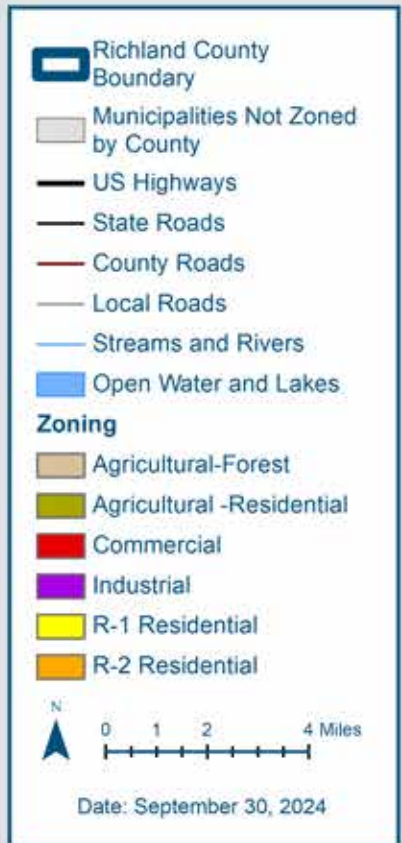 Richland County
Boundary
Municipalities Not Zoned
by County
US Highways
State Roads
County Roads
Local Roads
Streams and Rivers
Open Water and Lakes
Zoning
Agricultural-Forest
Agricultural -Residential
Commercial
Industrial
R-1 Residential
R-2 Residential
N
0 1 2 4 Miles
Date: September 30, 2024